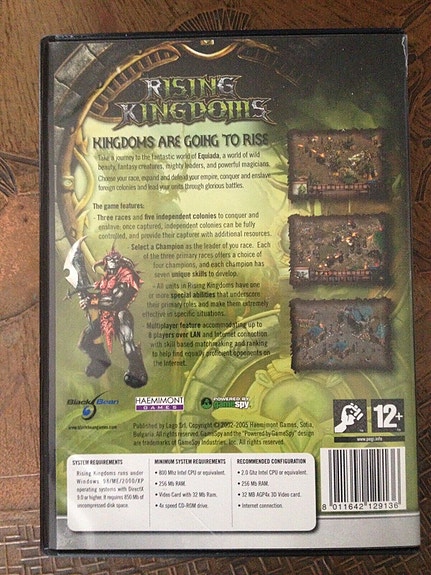 RISING
KINGDOMS
KINGDOMS ARE GOING TO RISE
Take a journey to the fantastic world of Equiada, a world of wild
beauty, fantasy creatures, mighty leaders, and powerful magicians.
Choose your race, expand and defend your empire, conquer and enslave
foreign colonies and lead your units through glorious battles.
The game features:
- Three races and five independent colonies to conquer and
enslave, once captured, independent colonies can be fully
controlled, and provide their captures with additional resources.
- Select a Champion as the leader of you race. Each
of the three primary races offers a choice of
four champions, and each champion has
seven unique skills to develop.
- All units in Rising Kingdoms have one
or more special abilities that underscore
their primary roles and make them extremely
effective in specific situations.
- Multiplayer feature accommodating up to
8 players over LAN and Internet connection
with skill based matchmaking and ranking
to help find equally proficient opponents on
the Internet.
Black Bean
HAEMIMONT
GAMES
POWERED BY
gamespy
12+
www.pegi.info
Published by Lago Srl. Copyright © 2002-2005 Haemimont Games, Sofia,
Bulgaria. All rights reserved. GameSpy and the "Powered by GameSpy" design
are trademarks of GameSpy Industries, Inc. All rights reserved.
SYSTEM REQUIREMENTS
Rising Kingdoms runs under
Windows 98/ME/2000/XP
operating systems with DirectX
9.0 or higher. It requires 850 Mb of
uncompressed disk space.
MINIMUM SYSTEM REQUIREMENTS
• 800 Mhz Intel CPU or equivalent.
• 256 Mb RAM.
• Video Card with 32 Mb Ram.
• 4x speed CD-ROM drive.
RECOMMENDED CONFIGURATION
• 2.0 Ghz Intel CPU or equivalent.
• 256 Mb RAM.
• 32 MB AGP4x 3D Video card.
• Internet connection.
8 011642 129136